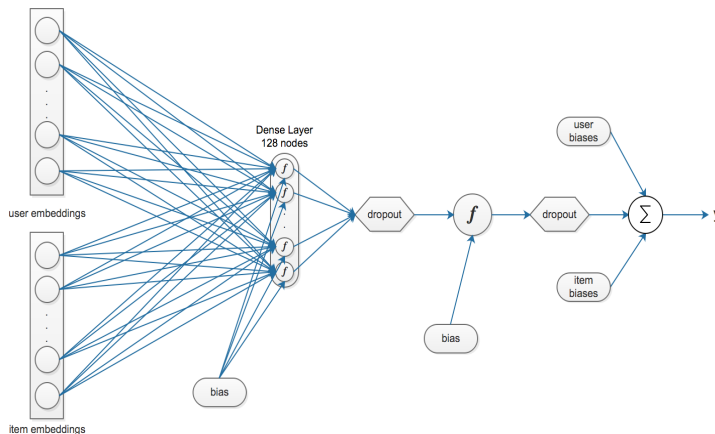 user embeddings
item embeddings
Dense Layer
128 nodes
f
f
f
f
bias
dropout
f
bias
dropout
user
biases
item
biases
Σ
y